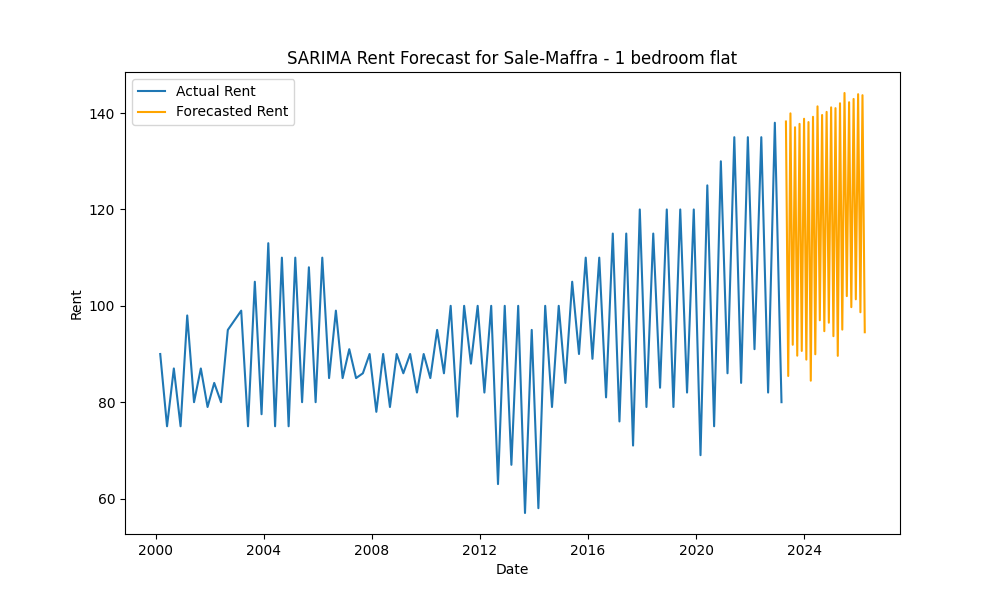 SARIMA Rent Forecast for Sale-Maffra - 1 bedroom flat
Actual Rent
Forecasted Rent
140
120
100
80
60
Rent
2000 2004 2008 2012 2016 2020 2024
Date